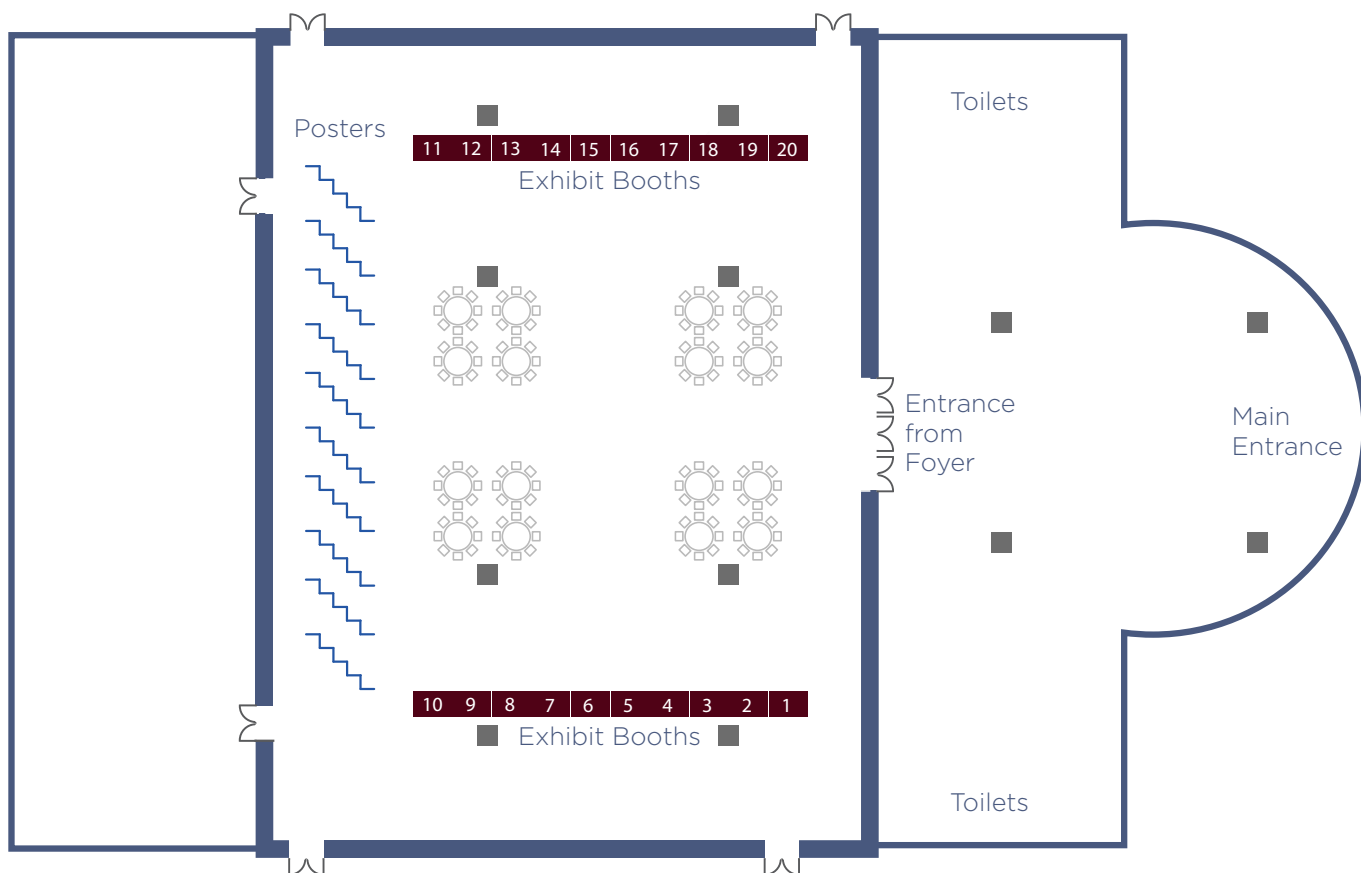 Toilets
Posters
11 12 13 14 15 16 17 18 19 20
Exhibit Booths
Entrance
from
Foyer
Main
Entrance
10 9 8 7 6 5 4 3 2 1
Exhibit Booths
Toilets